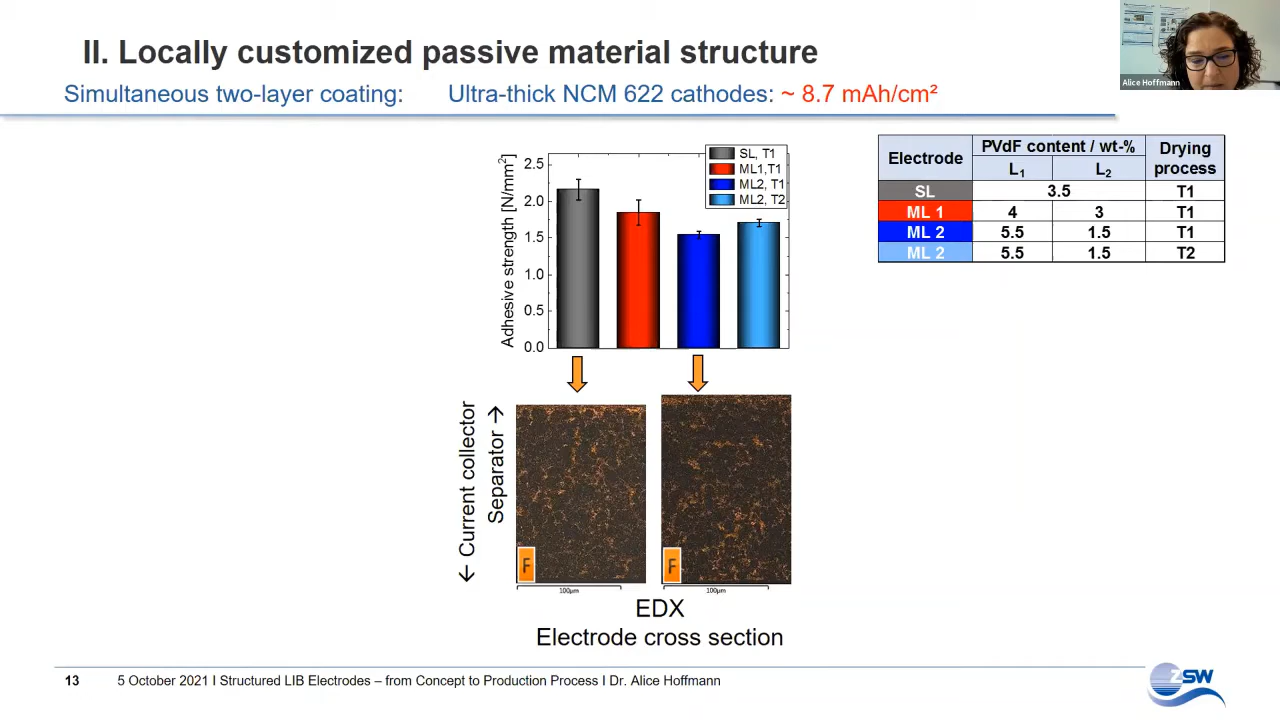 II. Locally customized passive material structure
Simultaneous two-layer coating: Ultra-thick NCM 622 cathodes: ~ 8.7 mAh/cm²
Alice Hoffmann
Adhesive strength [N/mm²]
2.5
2.0
1.5
1.0
0.5
0.0
SL, T1
ML1,T1
ML2, T1
ML2, T2
Electrode PVdF content / wt-% Drying process
L₁ L₂
SL 3.5 T1
ML 1 4 3 T1
ML 2 5.5 1.5 T1
ML 2 5.5 1.5 T2
← Current collector
Separator →
F
100µm
F
100µm
EDX
Electrode cross section
13 5 October 2021 I Structured LIB Electrodes – from Concept to Production Process I Dr. Alice Hoffmann
ZSW